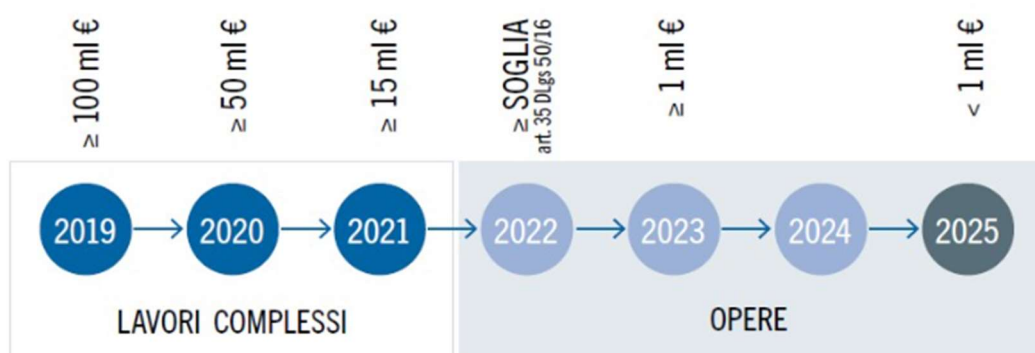 ≥ 100 ml €
≥ 50 ml €
≥ 15 ml €
≥ SOGLIA
art. 35 DLgs 50/16
≥ 1 ml €
< 1 ml €
2019
2020
2021
2022
2023
2024
2025
LAVORI COMPLESSI
OPERE